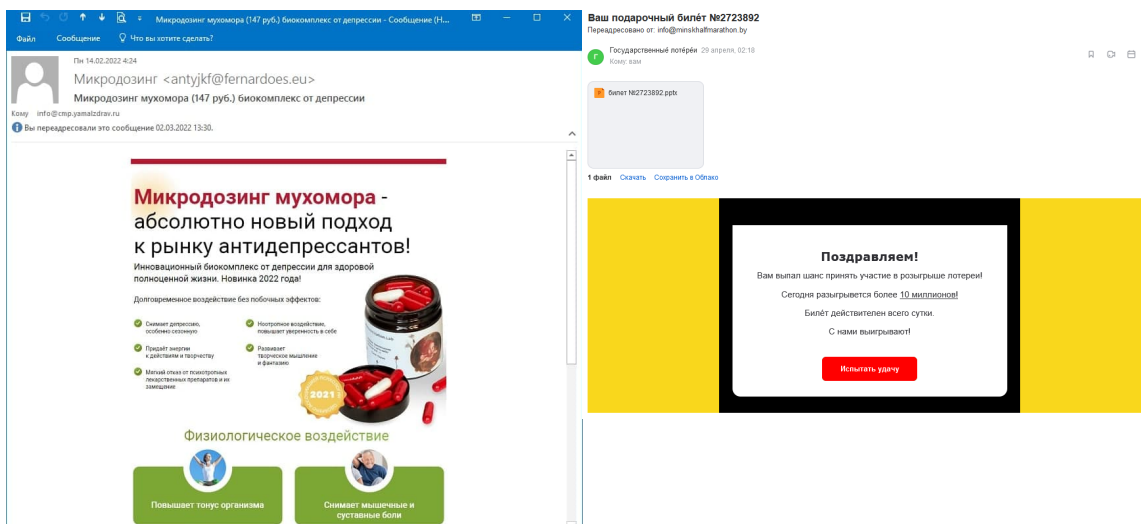 Микродозинг мухомора (147 руб.) биокомплекс от депрессии - Сообщение (H...
Файл Сообщение Что вы хотите сделать?
Пн 14.02.2022 4:24
Микродозинг <antyjkf@fernardoes.eu>
Микродозинг мухомора (147 руб.) биокомплекс от депрессии
Кому info@cmp.yamalzdrav.ru
Вы переадресовали это сообщение 02.03.2022 13:30.
Микродозинг мухомора -
абсолютно новый подход
к рынку антидепрессантов!
Инновационный биокомплекс от депрессии для здоровой
полноценной жизни. Новинка 2022 года!
Долговременное воздействие без побочных эффектов:
Снимает депрессию,
особенно сезонную
Ноотропное воздействие,
повышает уверенность в себе
Придаёт энергии
к действиям и творчеству
Развивает
творческое мышление
и фантазию
Мягкий отказ от психотропных
лекарственных препаратов и их
замещение
2021
Физиологическое воздействие
Повышает тонус организма
Снимает мышечные и
суставные боли
Ваш подарочный билéт №2723892
Переадресовано от: info@minskhalfmarathon.by
Г
Государственныé лотéрéи 29 апреля, 02:18
Кому: вам
билет №2723892.pptx
1 файл Скачать Сохранить в Облако
Поздравляем!
Вам выпал шанс принять участие в розыгрыше лотереи!
Сегодня разыгрывется более 10 миллионов!
Билéт действителен всего сутки.
С нами выигрывают!
Испытать удачу